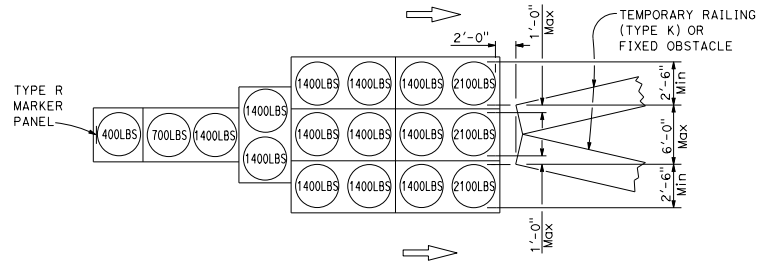 TEMPORARY RAILING
(TYPE K) OR
FIXED OBSTACLE
1'-0"
Max
2'-0"
TYPE R
MARKER
PANEL
400LBS
700LBS
1400LBS
1400LBS
1400LBS
1400LBS
1400LBS
1400LBS
2100LBS
1400LBS
1400LBS
1400LBS
2100LBS
1400LBS
1400LBS
1400LBS
2100LBS
2'-6"
Min
6'-0"
Max
2'-6"
Min
1'-0"
Max